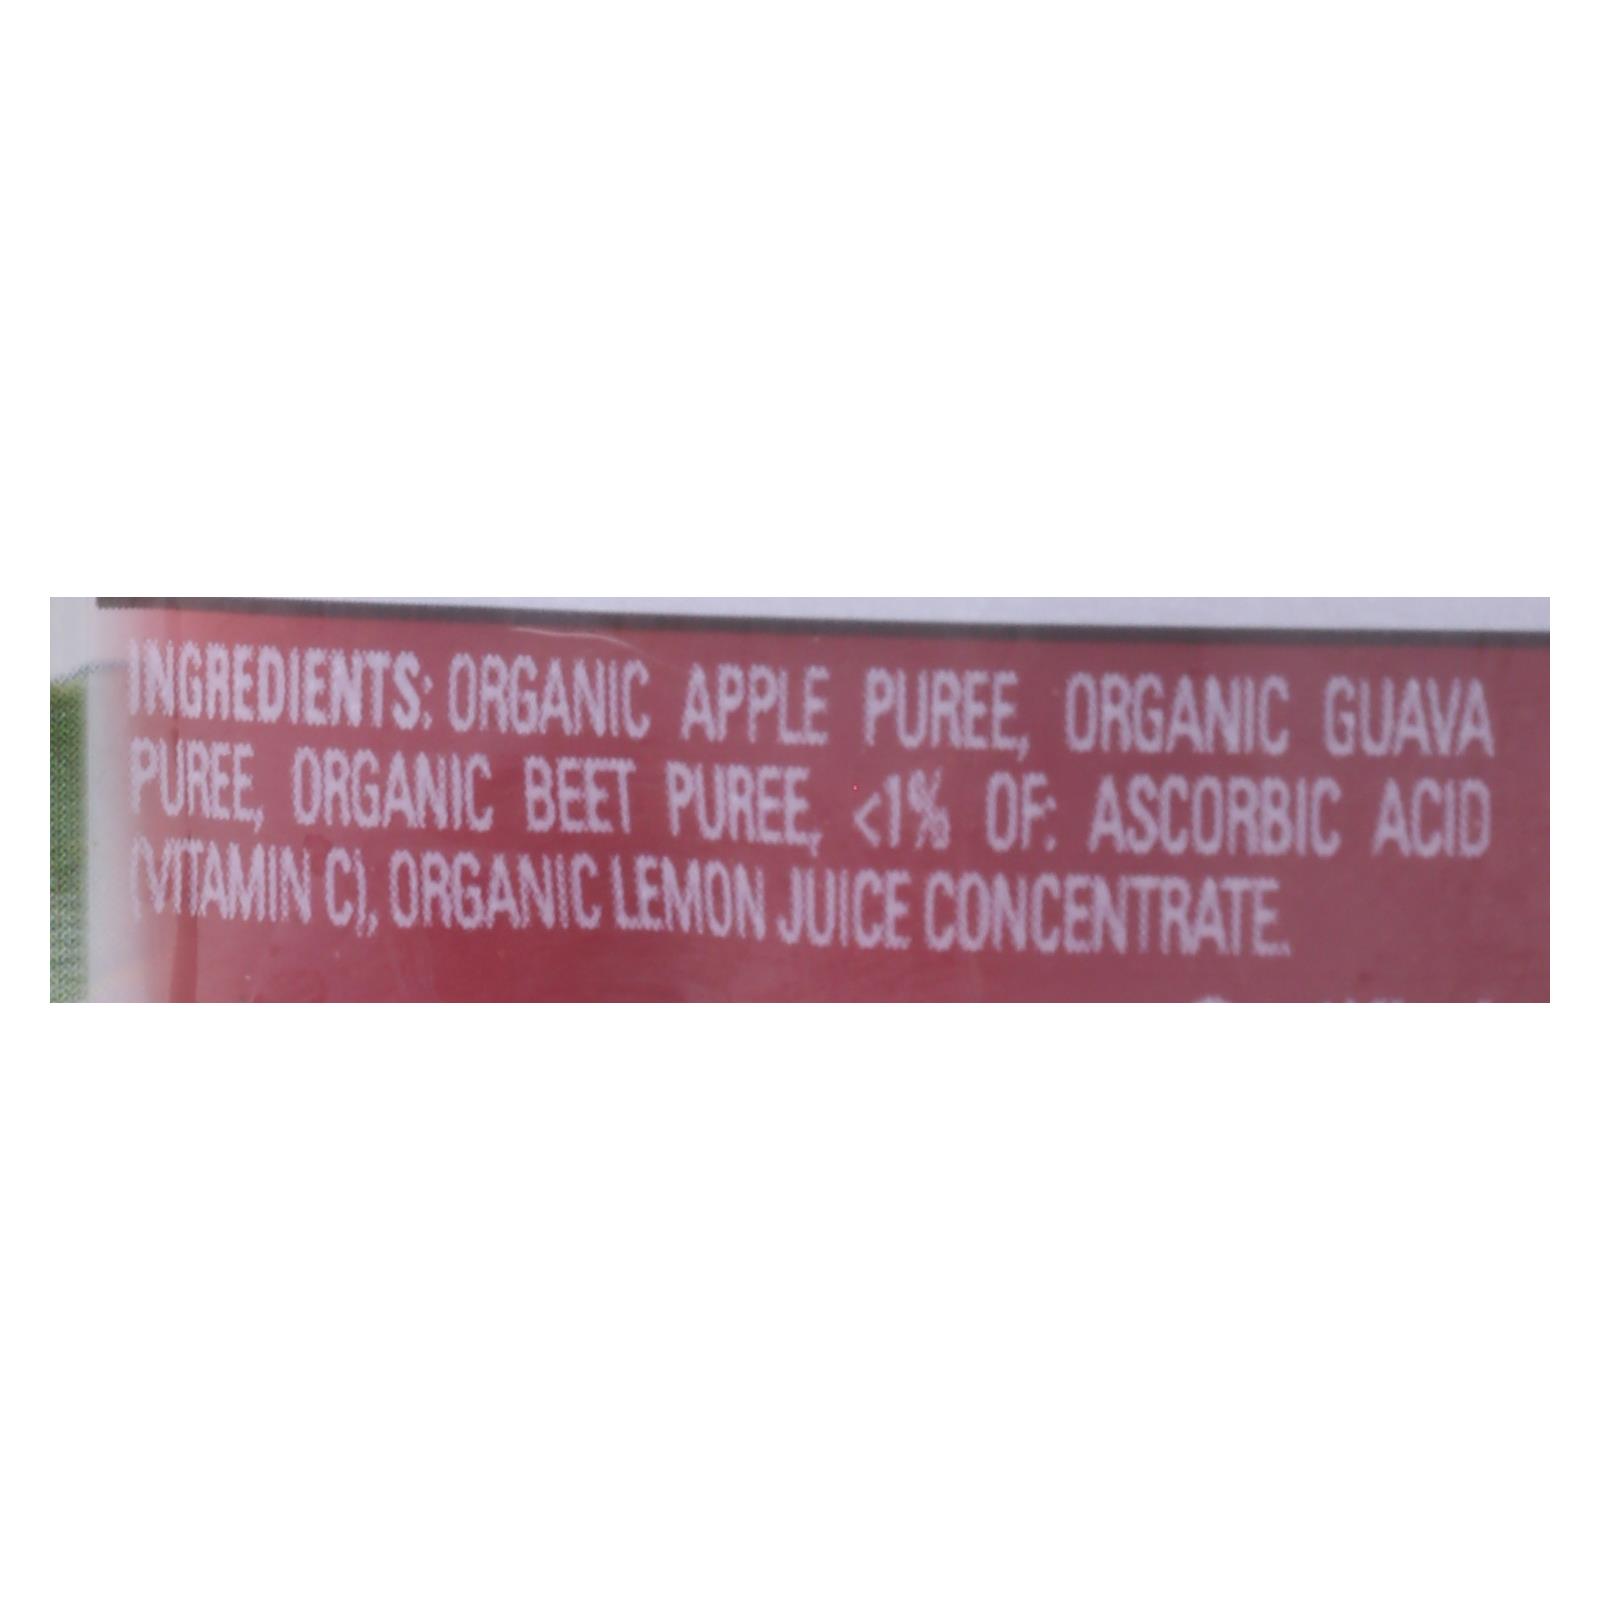 INGREDIENTS: ORGANIC APPLE PUREE, ORGANIC GUAVA
PUREE, ORGANIC BEET PUREE, <1% OF: ASCORBIC ACID
(VITAMIN C), ORGANIC LEMON JUICE CONCENTRATE.